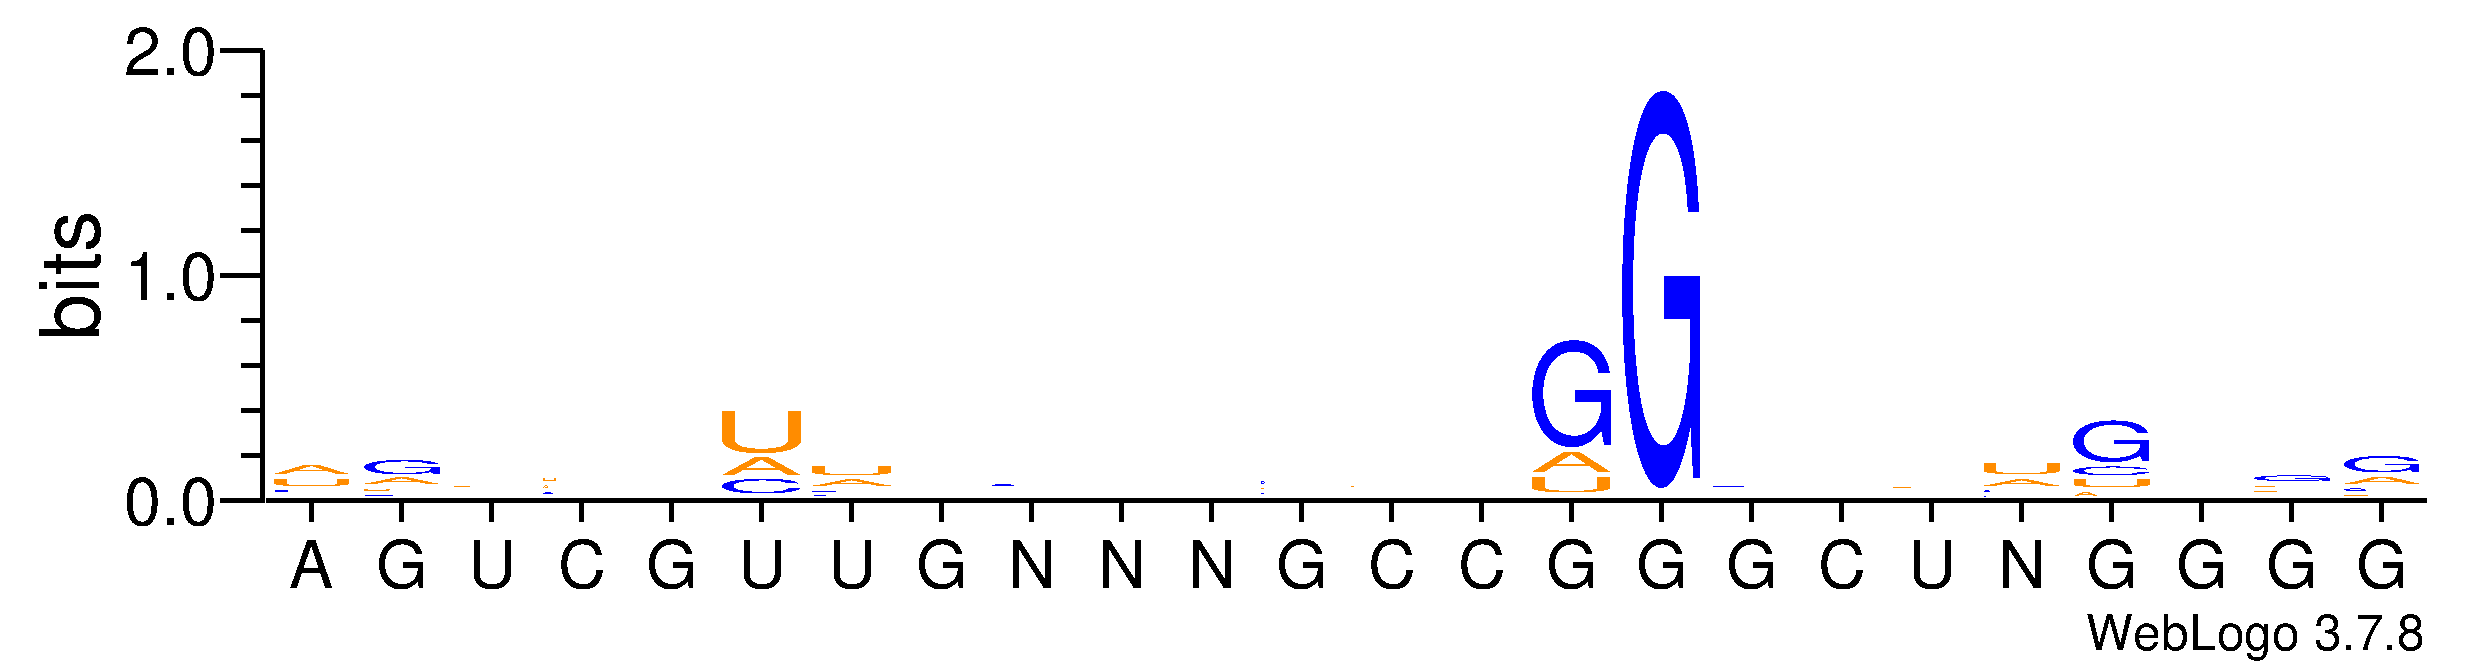 2.0
1.0
0.0
bits
A G U C G U U G N N N G C C G G G C U N G G G G
WebLogo 3.7.8